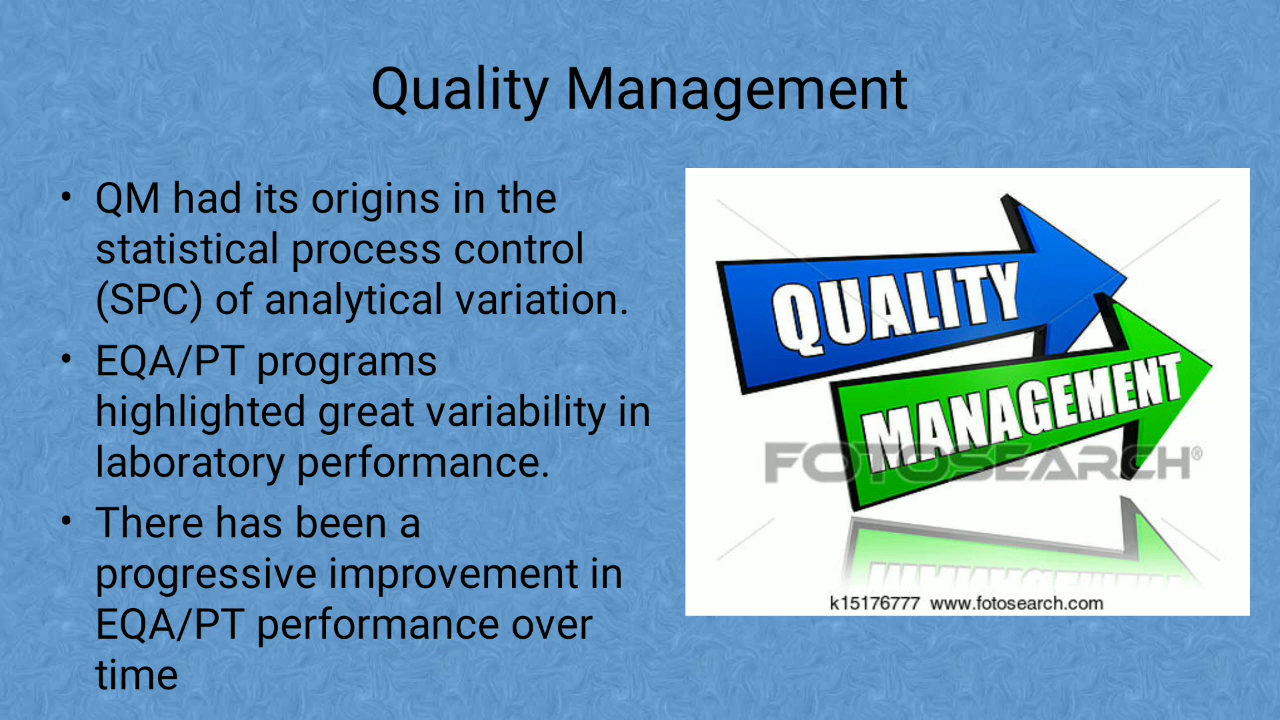 Quality Management
• QM had its origins in the
statistical process control
(SPC) of analytical variation.
• EQA/PT programs
highlighted great variability in
laboratory performance.
• There has been a
progressive improvement in
EQA/PT performance over
time
QUALITY
MANAGEMENT
FOTOSEARCH®
MANAGEMENT
k15176777 www.fotosearch.com